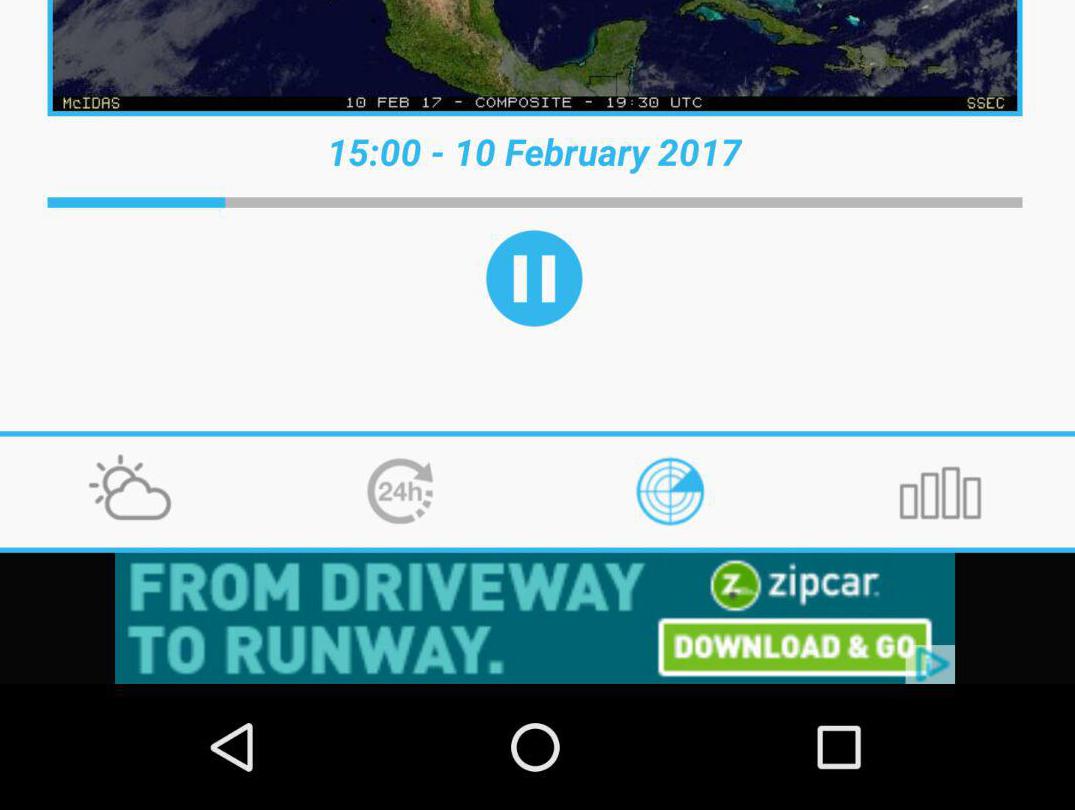 McIDAS 10 FEB 17 - COMPOSITE - 19:30 UTC SSEC
15:00 - 10 February 2017
24h
FROM DRIVEWAY
TO RUNWAY.
Z zipcar.
DOWNLOAD & GO